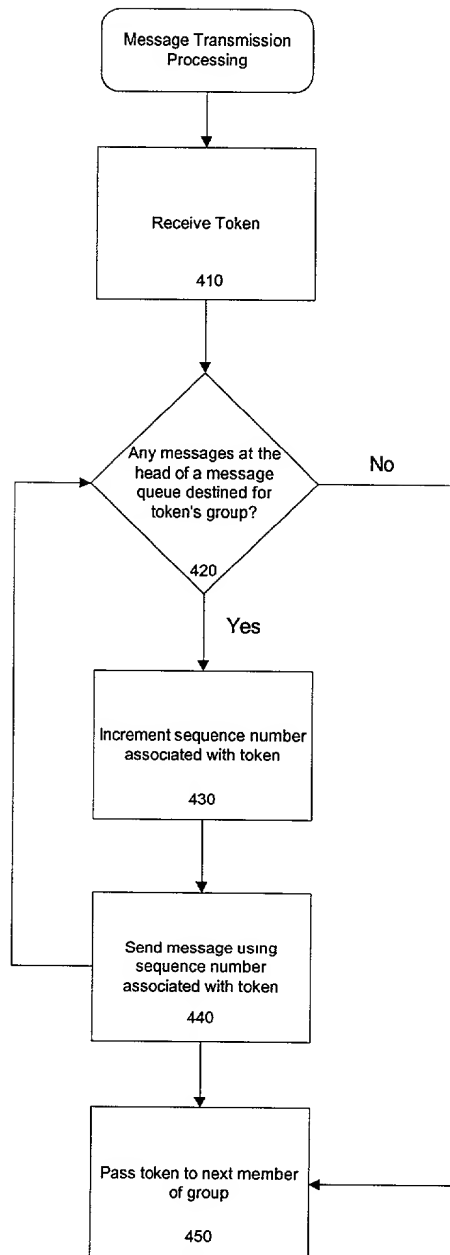 Message Transmission
Processing
Receive Token
410
Any messages at the
head of a message
queue destined for
token's group?
420
No
Yes
Increment sequence number
associated with token
430
Send message using
sequence number
associated with token
440
Pass token to next member
of group
450